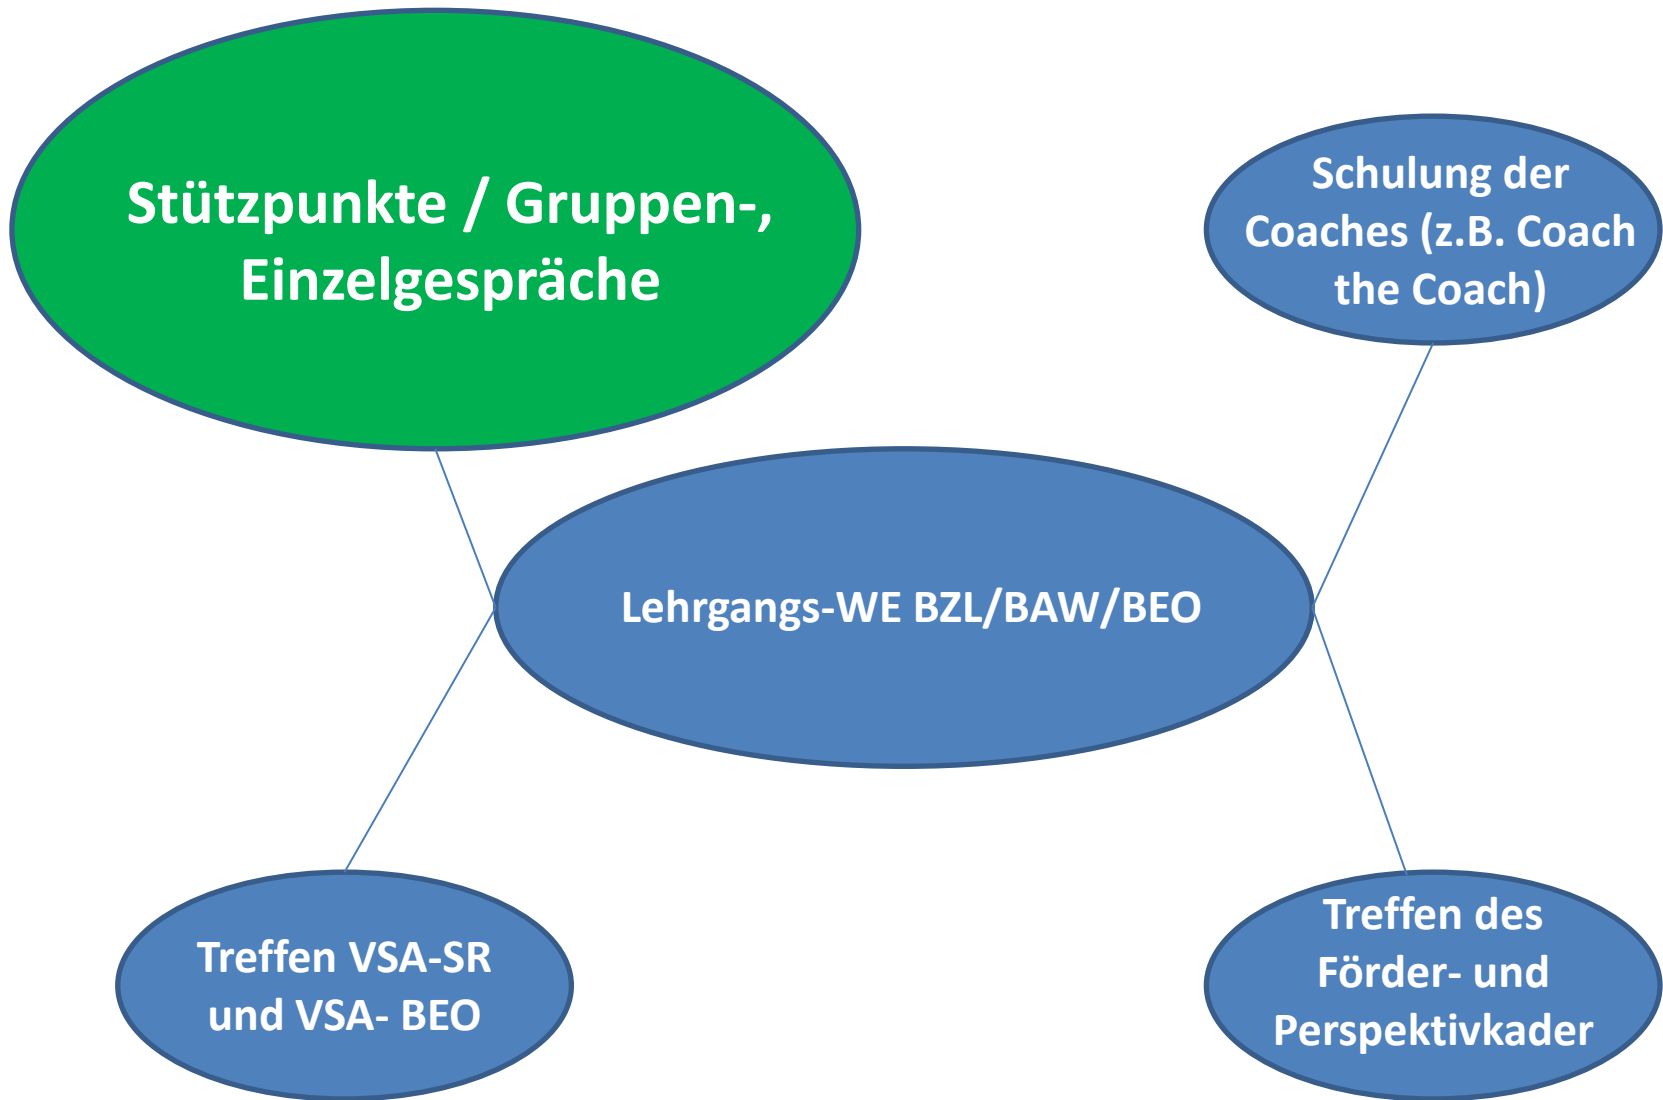 Stützpunkte / Gruppen-,
Einzelgespräche
Schulung der
Coaches (z.B. Coach
the Coach)
Lehrgangs-WE BZL/BAW/BEO
Treffen VSA-SR
und VSA- BEO
Treffen des
Förder- und
Perspektivkader